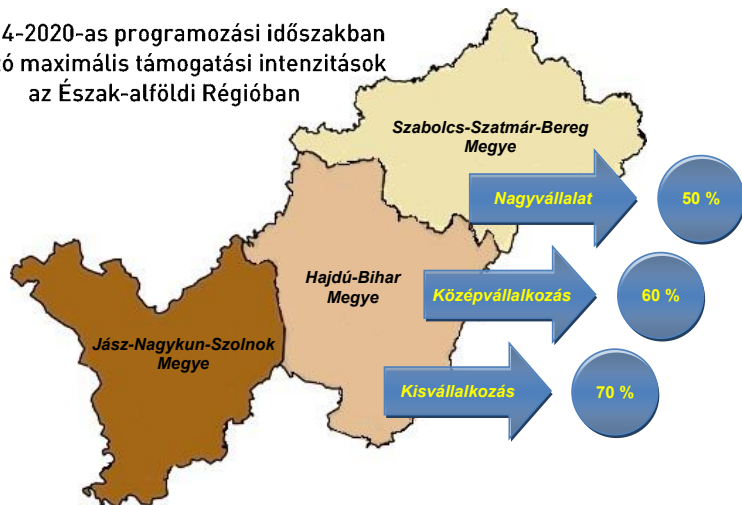 4-2020-as programozási időszakban
ó maximális támogatási intenzitások
az Észak-alföldi Régióban
Szabolcs-Szatmár-Bereg
Megye
Nagyvállalat
50 %
Hajdú-Bihar
Megye
Középvállalkozás
60 %
Jász-Nagykun-Szolnok
Megye
Kisvállalkozás
70 %